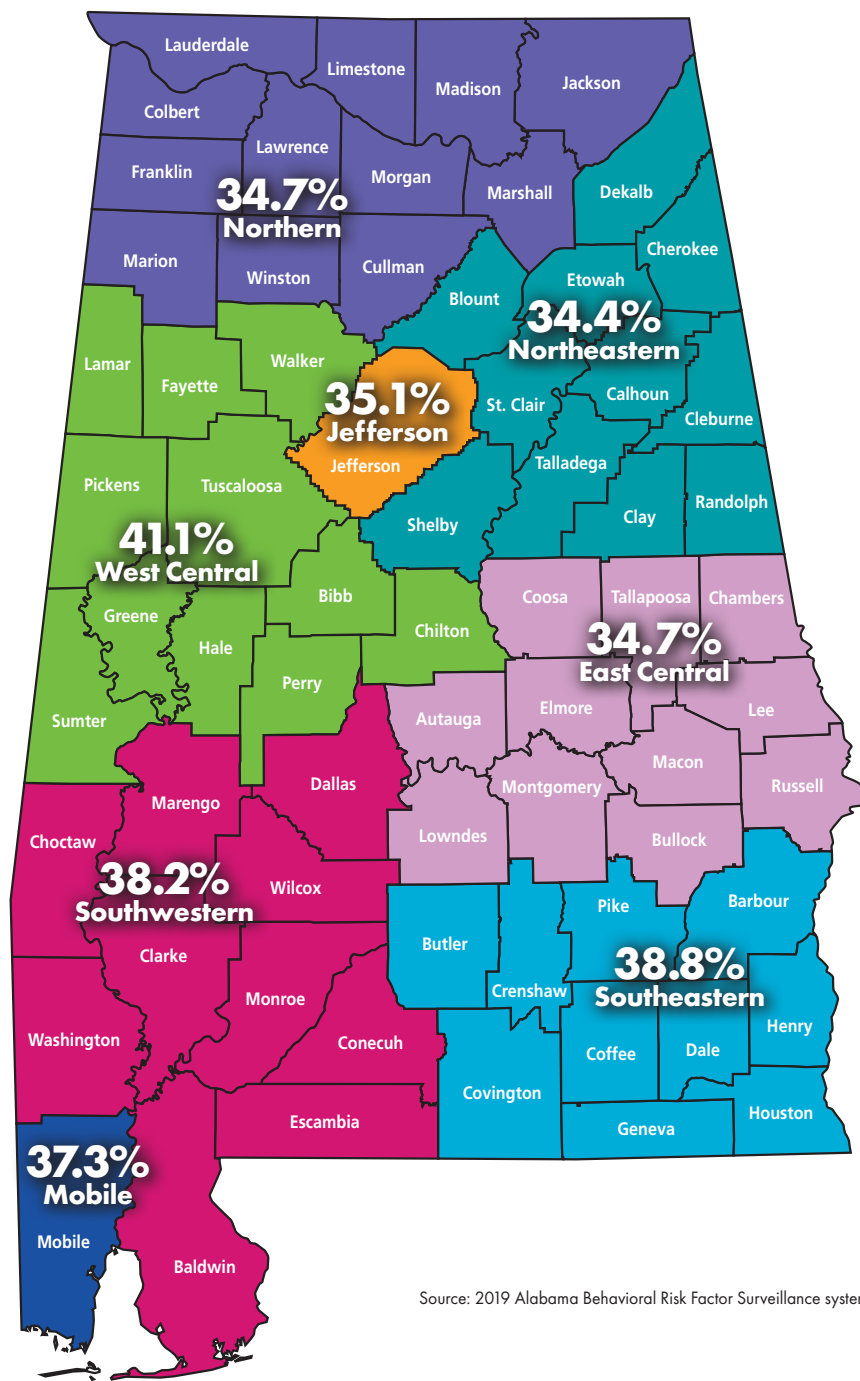 Lauderdale
Limestone
Madison
Jackson
Colbert
Lawrence
Franklin
Morgan
Marshall
Dekalb
34.7%
Northern
Cherokee
Marion
Winston
Cullman
Blount
Etowah
34.4%
Northeastern
Lamar
Fayette
Walker
35.1%
Jefferson
Jefferson
St. Clair
Calhoun
Cleburne
Talladega
Pickens
Tuscaloosa
Shelby
Clay
Randolph
41.1%
West Central
Greene
Hale
Bibb
Chilton
Coosa
Tallapoosa
Chambers
34.7%
East Central
Perry
Sumter
Autauga
Elmore
Lee
Macon
Russell
Montgomery
Dallas
Marengo
Choctaw
Lowndes
Bullock
38.2%
Southwestern
Wilcox
Clarke
Pike
Barbour
Butler
38.8%
Southeastern
Crenshaw
Monroe
Henry
Washington
Conecuh
Coffee
Dale
Covington
Houston
Escambia
Geneva
37.3%
Mobile
Mobile
Baldwin
Source: 2019 Alabama Behavioral Risk Factor Surveillance syste